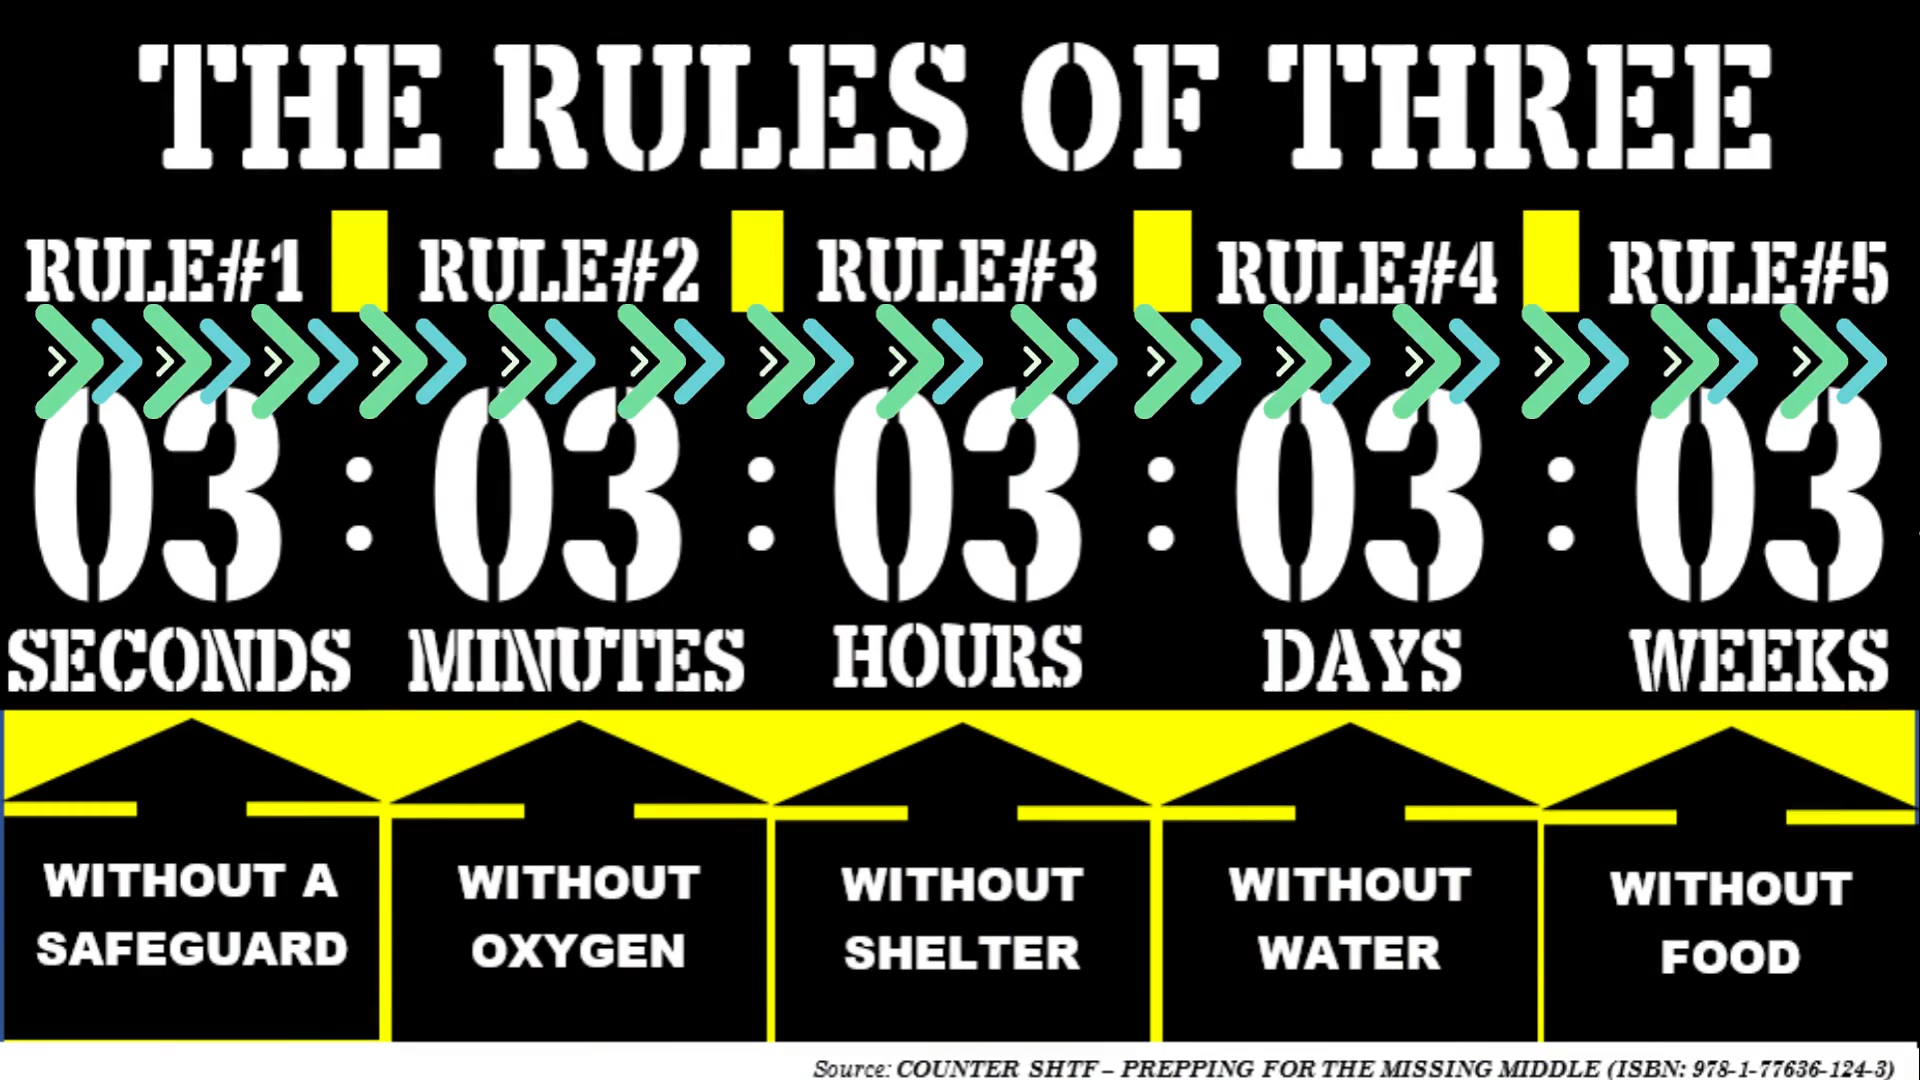 THE RULES OF THREE
RULE#1 RULE#2 RULE#3 RULE#4 RULE#5
03 : 03 : 03 : 03 : 03
SECONDS MINUTES HOURS DAYS WEEKS
WITHOUT A
SAFEGUARD
WITHOUT
OXYGEN
WITHOUT
SHELTER
WITHOUT
WATER
WITHOUT
FOOD
Source: COUNTER SHTF – PREPPING FOR THE MISSING MIDDLE (ISBN: 978-1-77636-124-3)